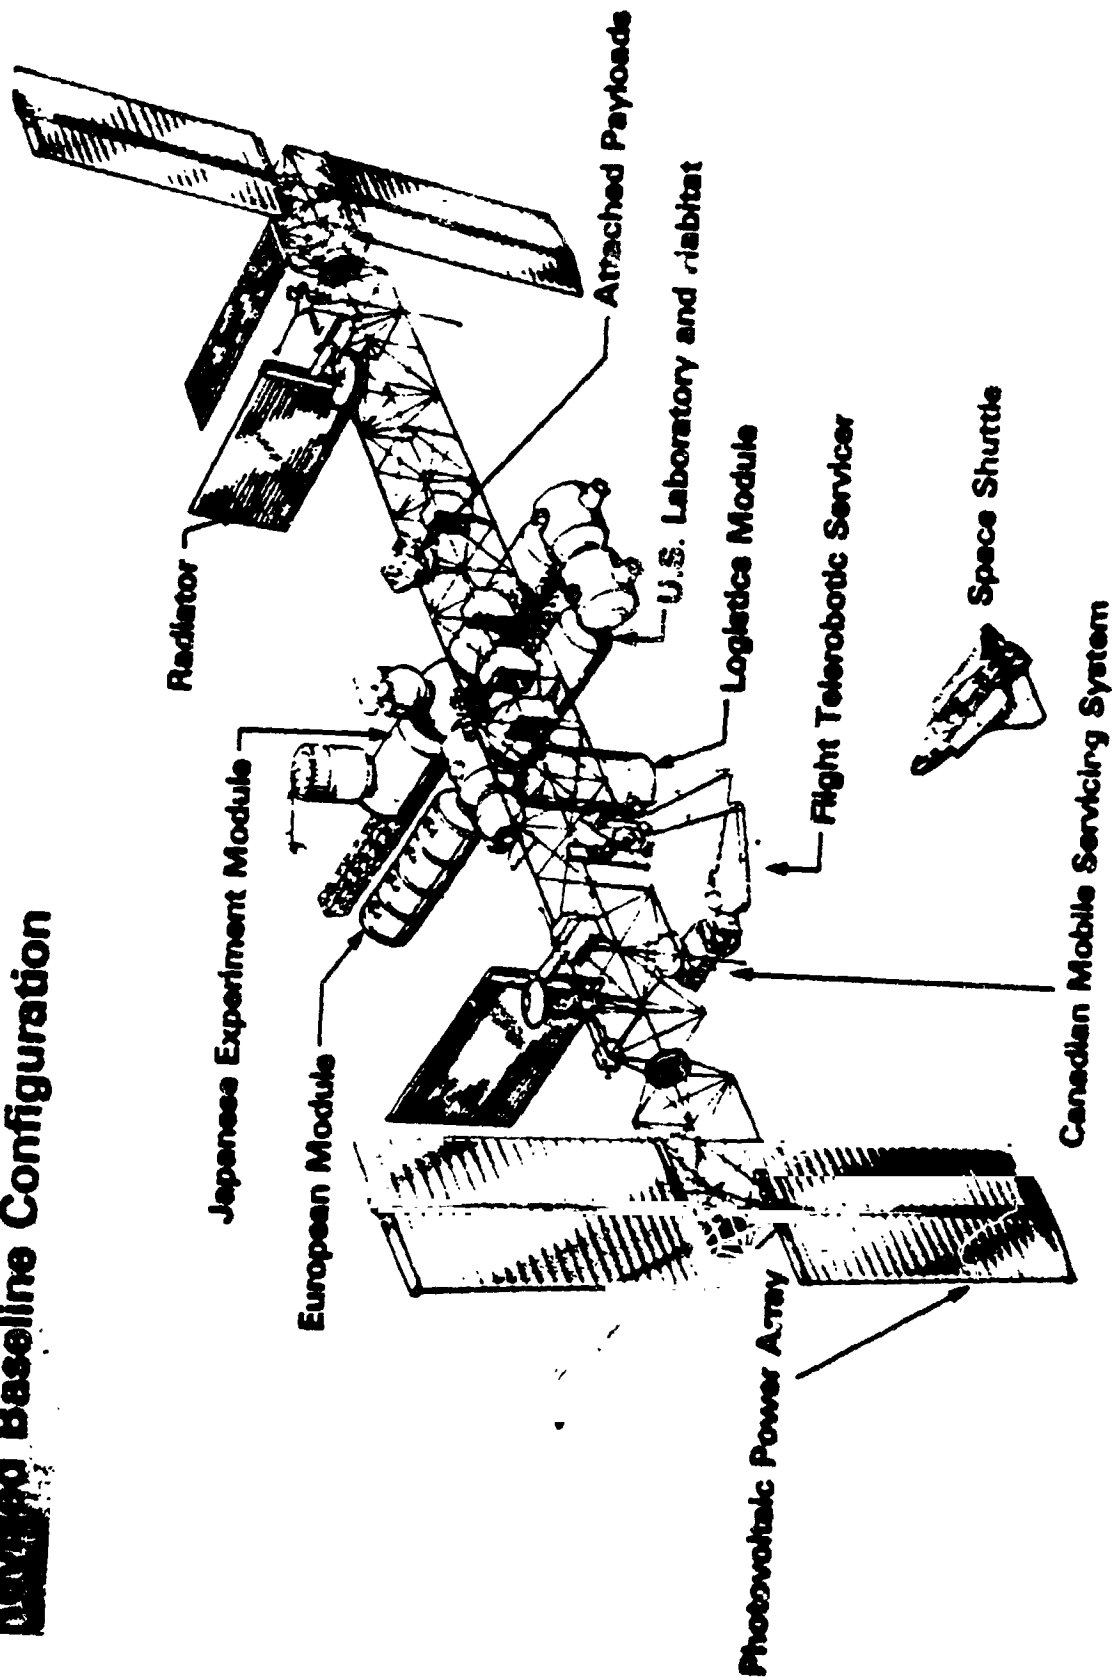 Baseline Configuration
Radiator
Japanese Experiment Module
European Module
Attached Payloads
U.S. Laboratory and
Logistics Module
Flight Telerobotic Servicer
Space Shuttle
Canadian Mobile Servicing System
Photovoltaic Power Array